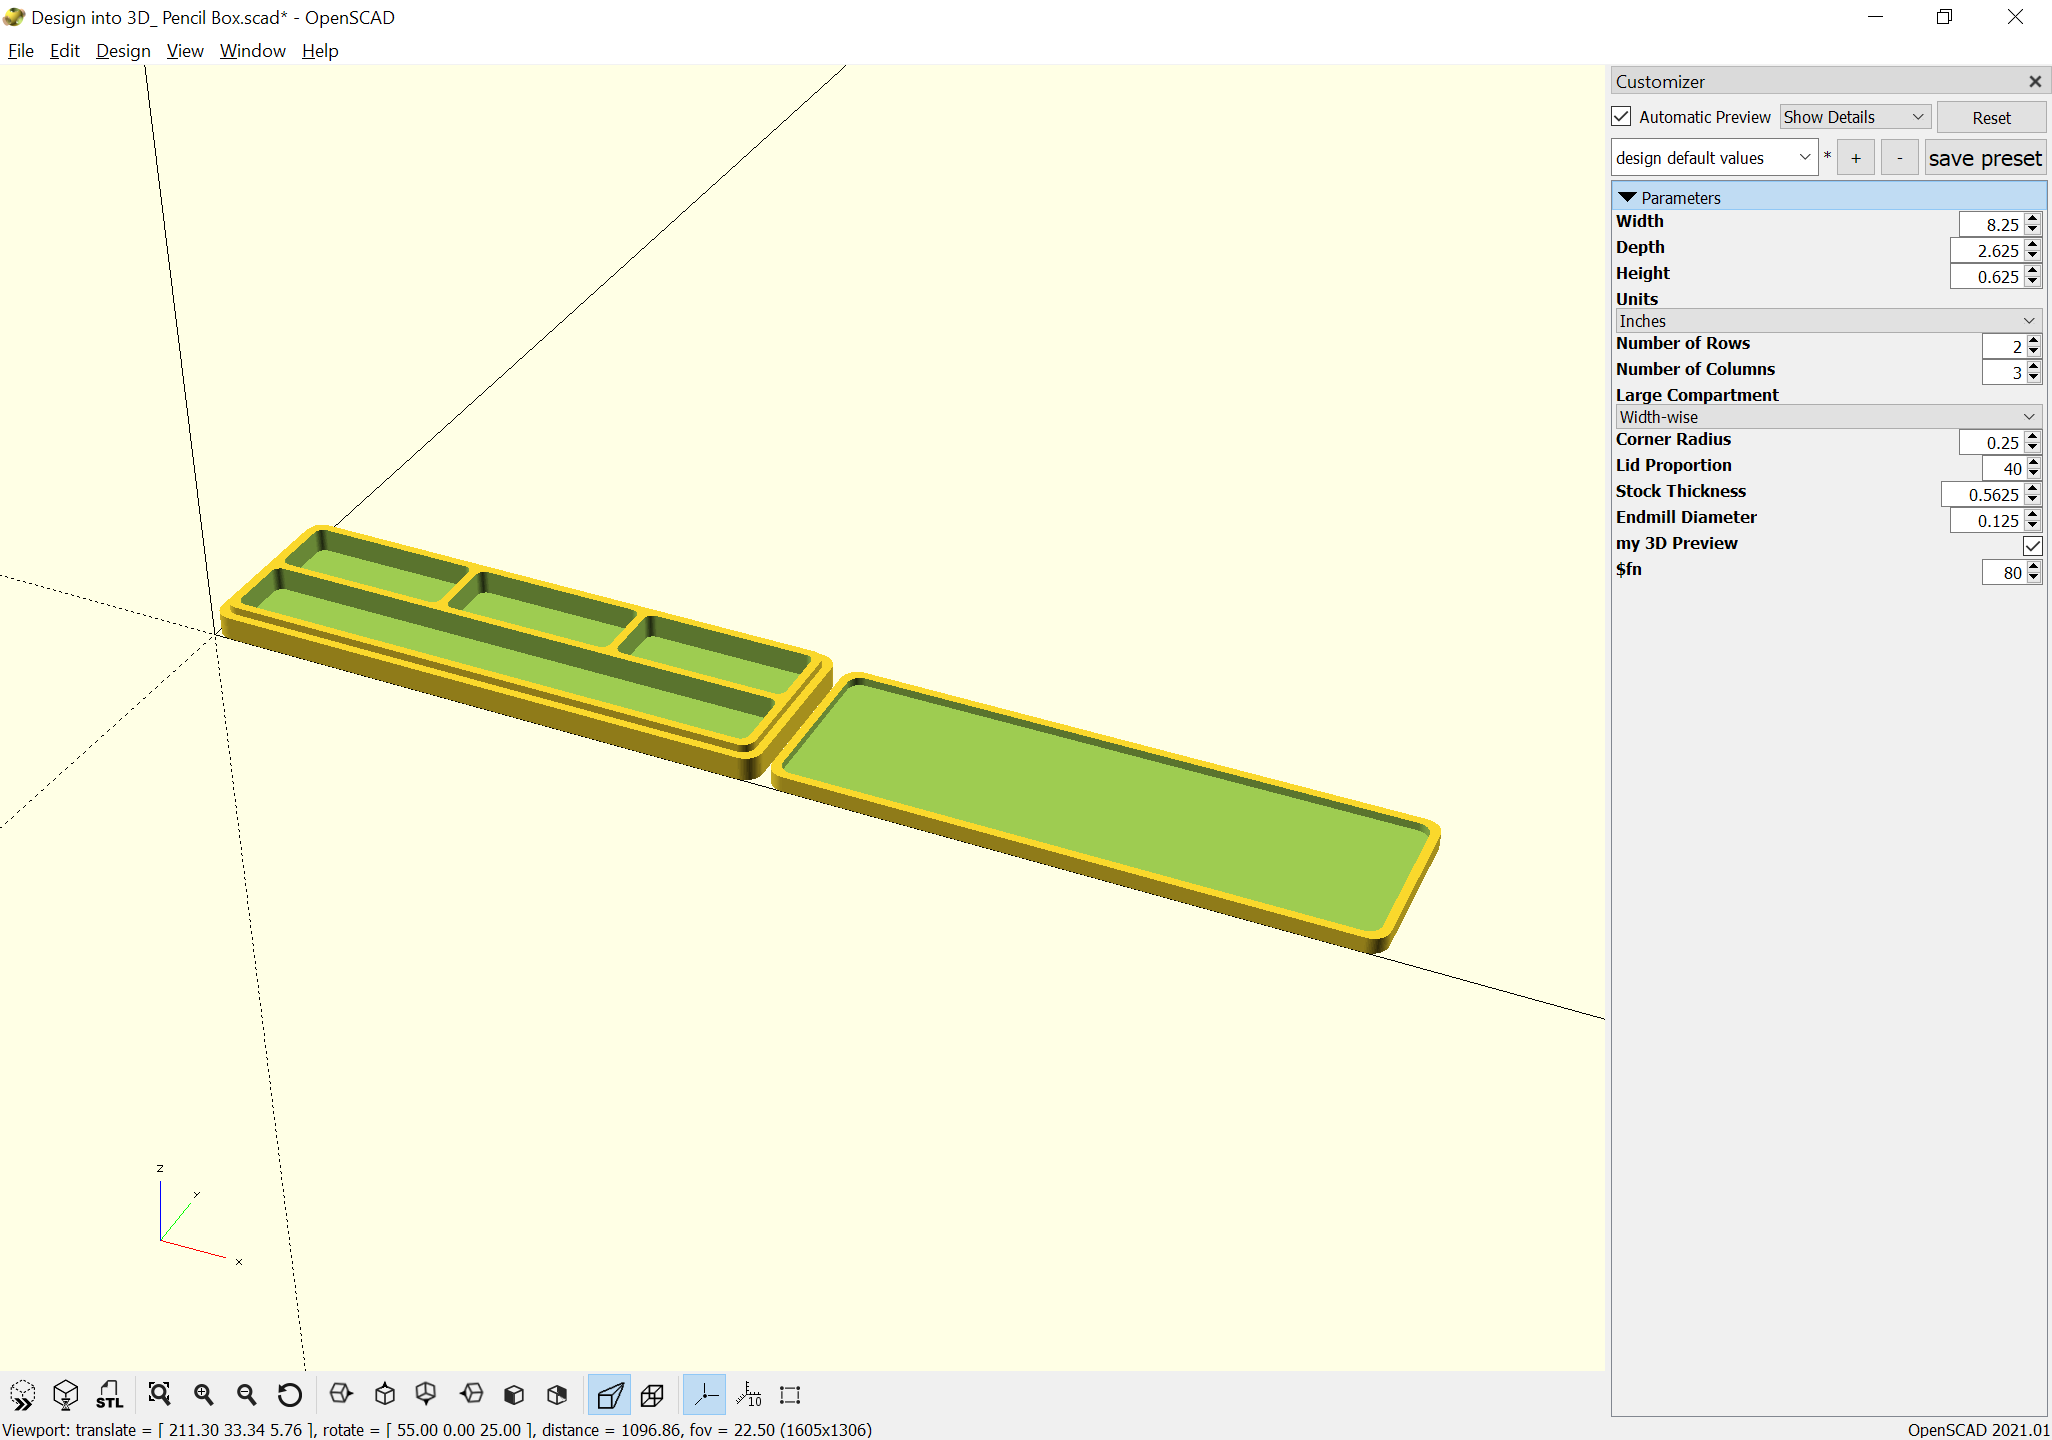 Design into 3D_ Pencil Box.scad* - OpenSCAD
File Edit Design View Window Help
Customizer
Automatic Preview Show Details Reset
design default values * + - save preset
Parameters
Width 8.25
Depth 2.625
Height 0.625
Units
Inches
Number of Rows 2
Number of Columns 3
Large Compartment
Width-wise
Corner Radius 0.25
Lid Proportion 40
Stock Thickness 0.5625
Endmill Diameter 0.125
my 3D Preview
$fn 80
z
y
x
STL 10
Viewport: translate = [ 211.30 33.34 5.76 ], rotate = [ 55.00 0.00 25.00 ], distance = 1096.86, fov = 22.50 (1605x1306) OpenSCAD 2021.01